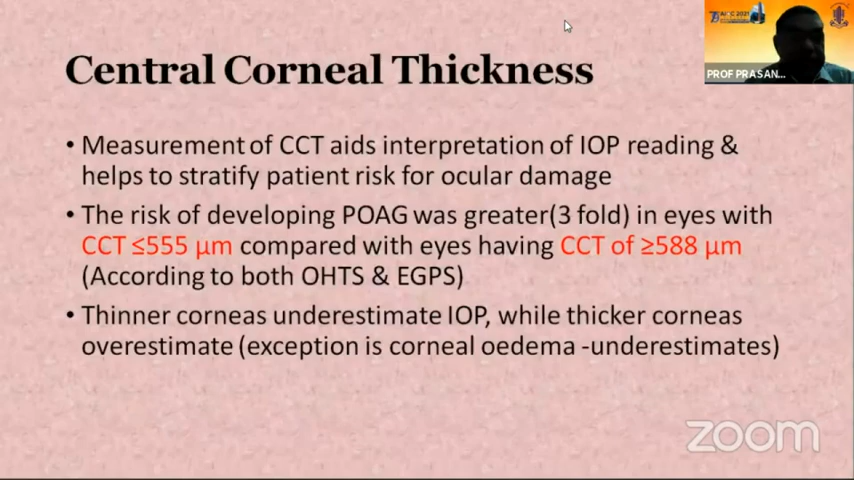 Central Corneal Thickness
• Measurement of CCT aids interpretation of IOP reading &
helps to stratify patient risk for ocular damage
• The risk of developing POAG was greater(3 fold) in eyes with
CCT ≤555 µm compared with eyes having CCT of ≥588 µm
(According to both OHTS & EGPS)
• Thinner corneas underestimate IOP, while thicker corneas
overestimate (exception is corneal oedema -underestimates)
PROF PRASAN...
zoom